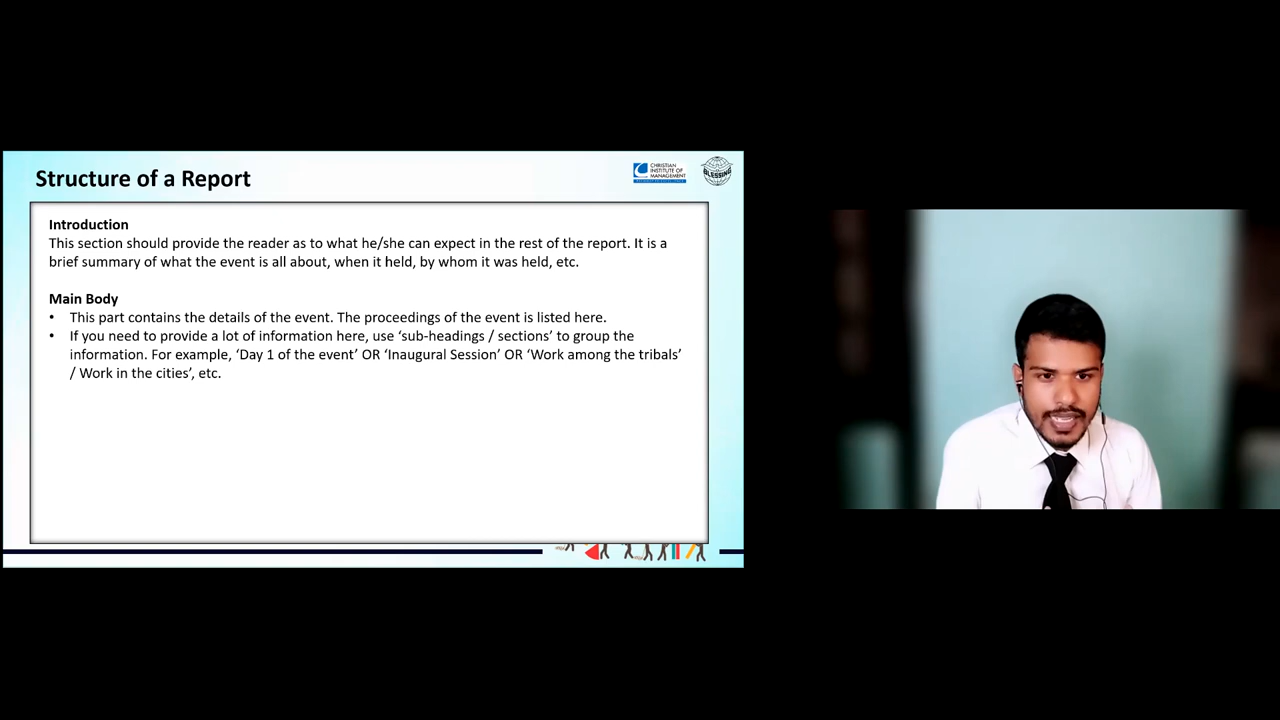 Structure of a Report
CHRISTIAN
INSTITUTE OF
MANAGEMENT
BLESSING
Introduction
This section should provide the reader as to what he/she can expect in the rest of the report. It is a
brief summary of what the event is all about, when it held, by whom it was held, etc.
Main Body
• This part contains the details of the event. The proceedings of the event is listed here.
• If you need to provide a lot of information here, use ‘sub-headings / sections’ to group the
information. For example, ‘Day 1 of the event’ OR ‘Inaugural Session’ OR ‘Work among the tribals’
/ Work in the cities’, etc.